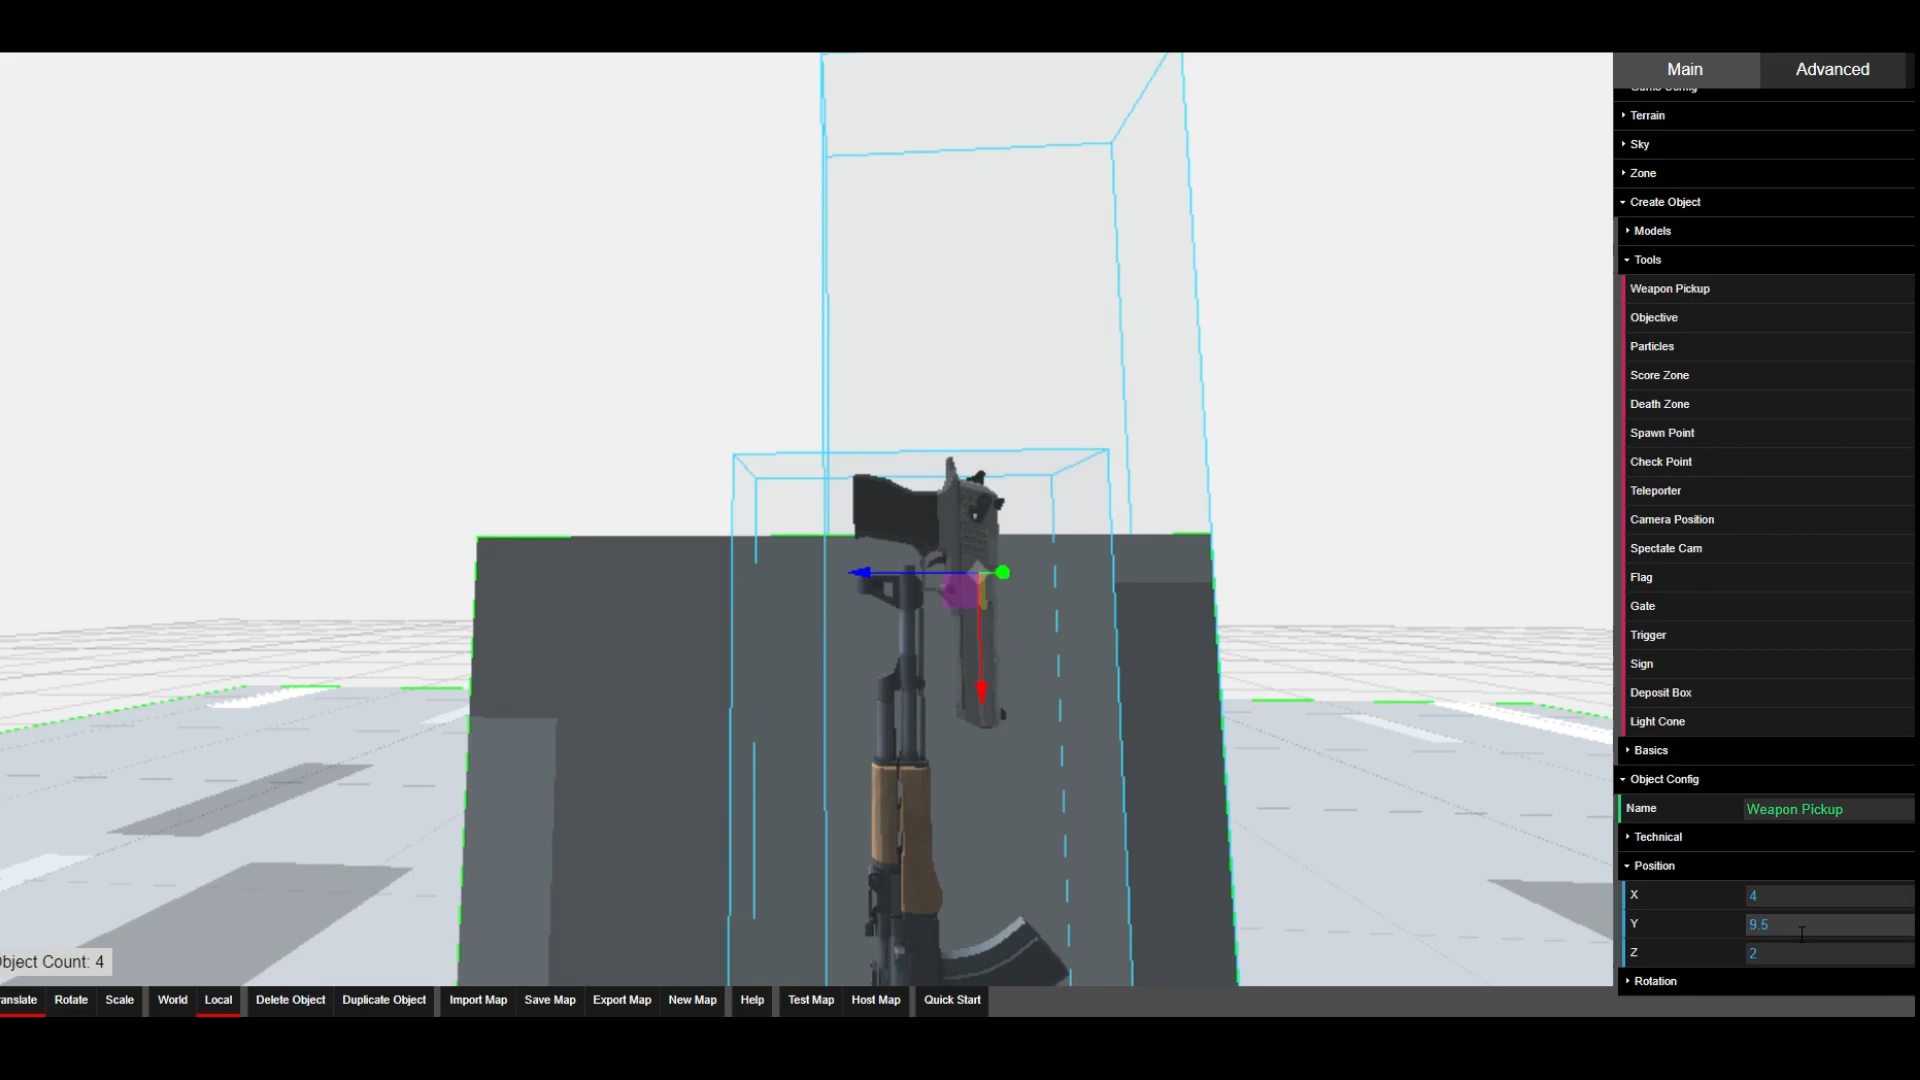 Main
Advanced
Game Config
Terrain
Sky
Zone
Create Object
Models
Tools
Weapon Pickup
Objective
Particles
Score Zone
Death Zone
Spawn Point
Check Point
Teleporter
Camera Position
Spectate Cam
Flag
Gate
Trigger
Sign
Deposit Box
Light Cone
Basics
Object Config
Name Weapon Pickup
Technical
Position
X 4
Y 9.5
Z 2
Rotation
bject Count: 4
anslate Rotate Scale World Local Delete Object Duplicate Object Import Map Save Map Export Map New Map Help Test Map Host Map Quick Start